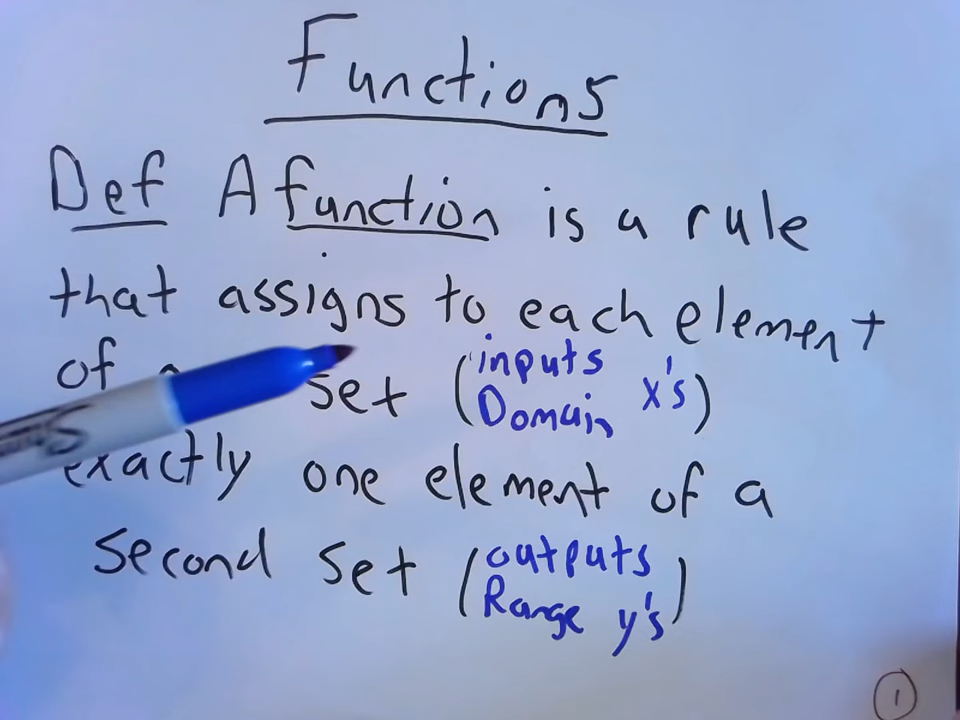 Functions
Def A function is a rule
that assigns to each element
of set (inputs Domain x's)
exactly one element of a
second set (outputs Range y's)
1